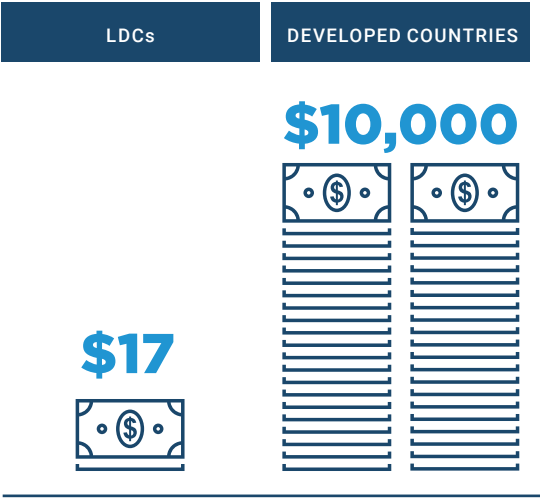 LDCs
DEVELOPED COUNTRIES
$10,000
$ $
$17
$